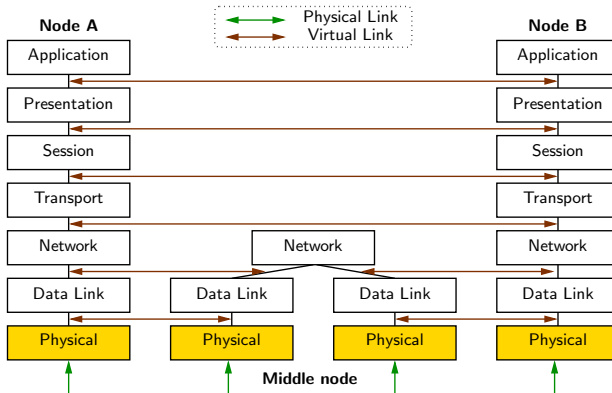 Physical Link
Virtual Link
Node A
Node B
Application
Application
Presentation
Presentation
Session
Session
Transport
Transport
Network
Network
Network
Data Link
Data Link
Data Link
Data Link
Physical
Physical
Physical
Physical
Middle node